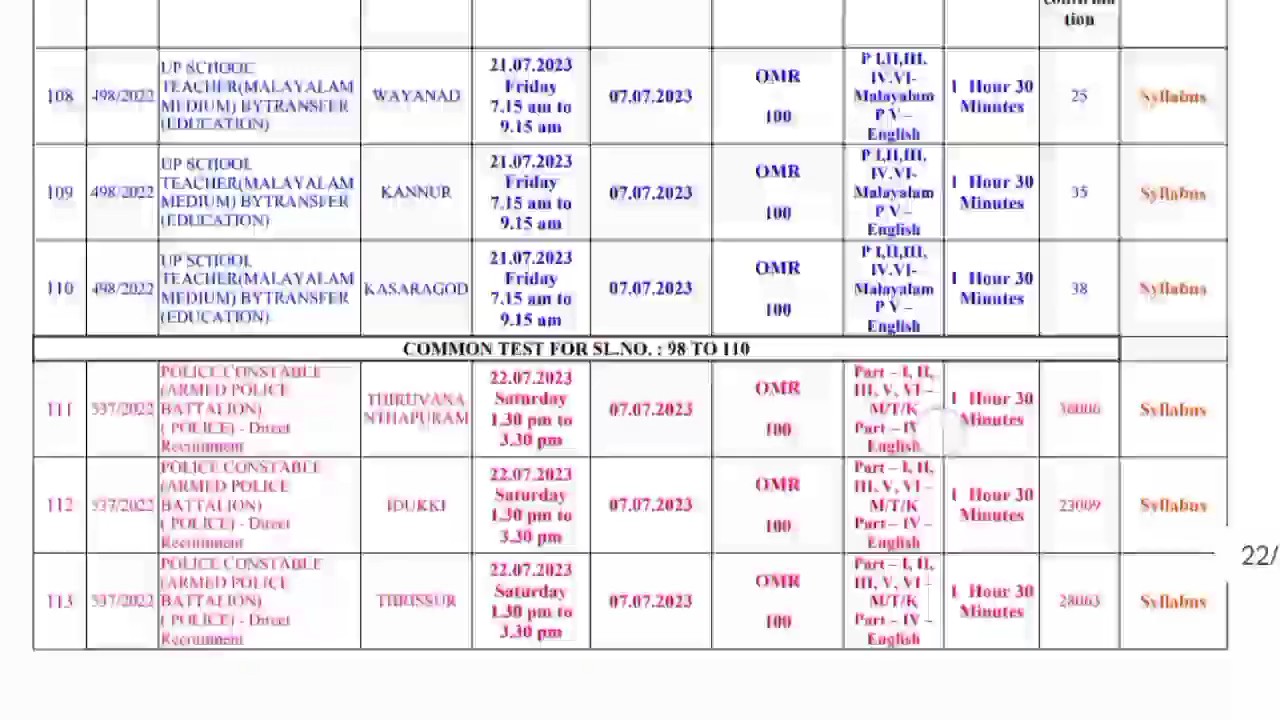 tion
108 498/2022 UP SCHOOL TEACHER(MALAYALAM MEDIUM) BYTRANSFER (EDUCATION) WAYANAD 21.07.2023 Friday 7.15 am to 9.15 am 07.07.2023 OMR 100 P I,II,III, IV.VI- Malayalam P V – English 1 Hour 30 Minutes 25 Syllabus
109 498/2022 UP SCHOOL TEACHER(MALAYALAM MEDIUM) BYTRANSFER (EDUCATION) KANNUR 21.07.2023 Friday 7.15 am to 9.15 am 07.07.2023 OMR 100 P I,II,III, IV.VI- Malayalam P V – English 1 Hour 30 Minutes 35 Syllabus
110 498/2022 UP SCHOOL TEACHER(MALAYALAM MEDIUM) BYTRANSFER (EDUCATION) KASARAGOD 21.07.2023 Friday 7.15 am to 9.15 am 07.07.2023 OMR 100 P I,II,III, IV.VI- Malayalam P V – English 1 Hour 30 Minutes 38 Syllabus
COMMON TEST FOR SL.NO. : 98 TO 110
111 537/2022 POLICE CONSTABLE (ARMED POLICE BATTALION) ( POLICE) - Direct Recruitment THIRUVANA NTHAPURAM 22.07.2023 Saturday 1.30 pm to 3.30 pm 07.07.2023 OMR 100 Part – I, II, III, V, VI – M/T/K Part – IV English 1 Hour 30 Minutes Syllabus
112 537/2022 POLICE CONSTABLE (ARMED POLICE BATTALION) ( POLICE) - Direct Recruitment IDUKKI 22.07.2023 Saturday 1.30 pm to 3.30 pm 07.07.2023 OMR 100 Part – I, II, III, V, VI – M/T/K Part – IV – English 1 Hour 30 Minutes 23009 Syllabus
113 537/2022 POLICE CONSTABLE (ARMED POLICE BATTALION) ( POLICE) - Direct Recruitment THRISSUR 22.07.2023 Saturday 1.30 pm to 3.30 pm 07.07.2023 OMR 100 Part – I, II, III, V, VI – M/T/K Part – IV – English 1 Hour 30 Minutes 28063 Syllabus
22/